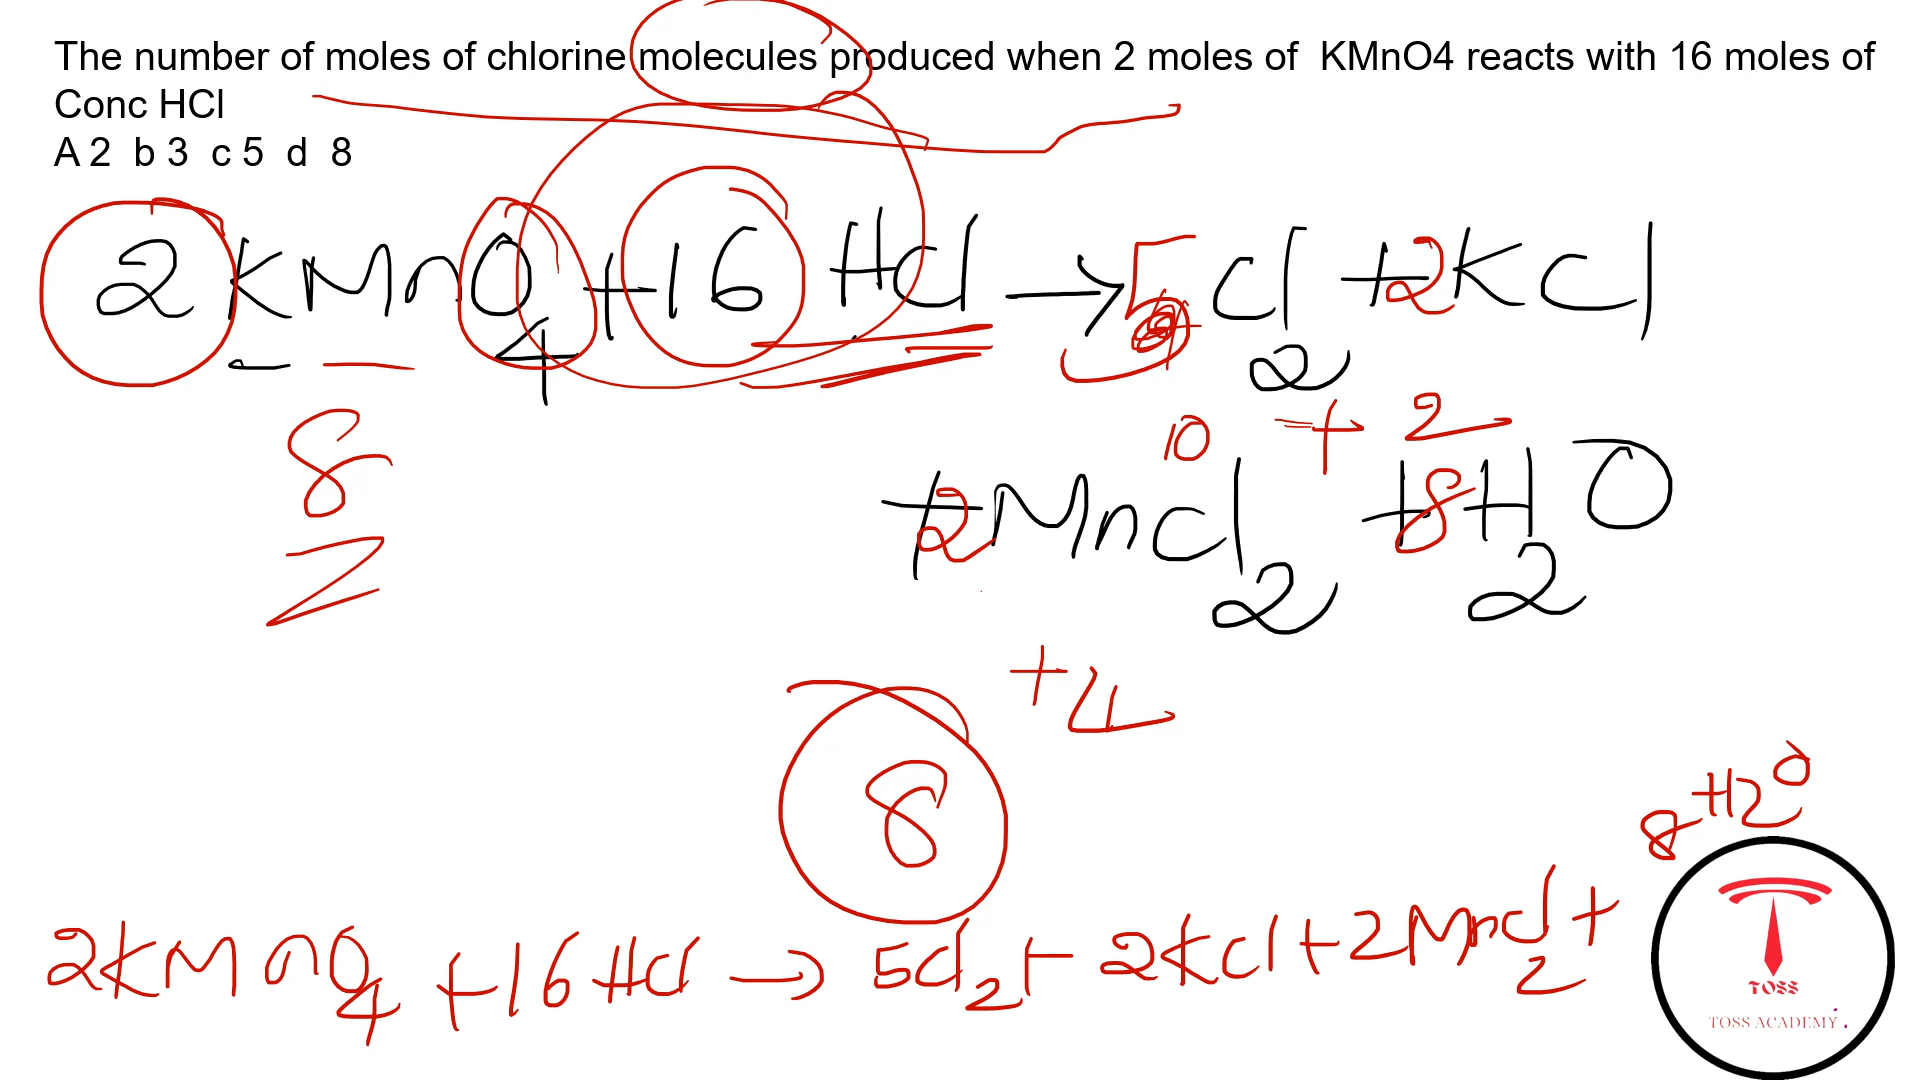 The number of moles of chlorine molecules produced when 2 moles of  KMnO4 reacts with 16 moles of
Conc HCl
A 2  b 3  c 5  d  8
2KMnO4 + 16 HCl → 5Cl2 + 2KCl
10 + 2
+ 2MnCl2 + 8H2O
8
+4
8
8H2O
2KMnO4 + 16HCl → 5Cl2 + 2KCl + 2MnCl2 +
TOSS
TOSS ACADEMY.